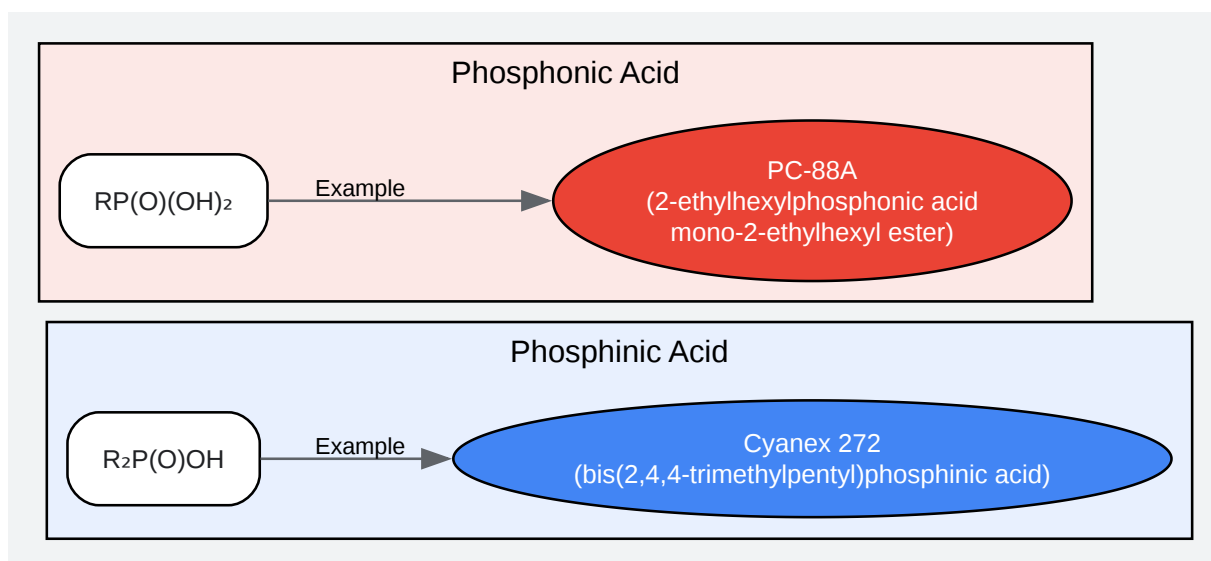 Phosphonic Acid
RP(O)(OH)₂
Example
PC-88A
(2-ethylhexylphosphonic acid
mono-2-ethylhexyl ester)
Phosphinic Acid
R₂P(O)OH
Example
Cyanex 272
(bis(2,4,4-trimethylpentyl)phosphinic acid)